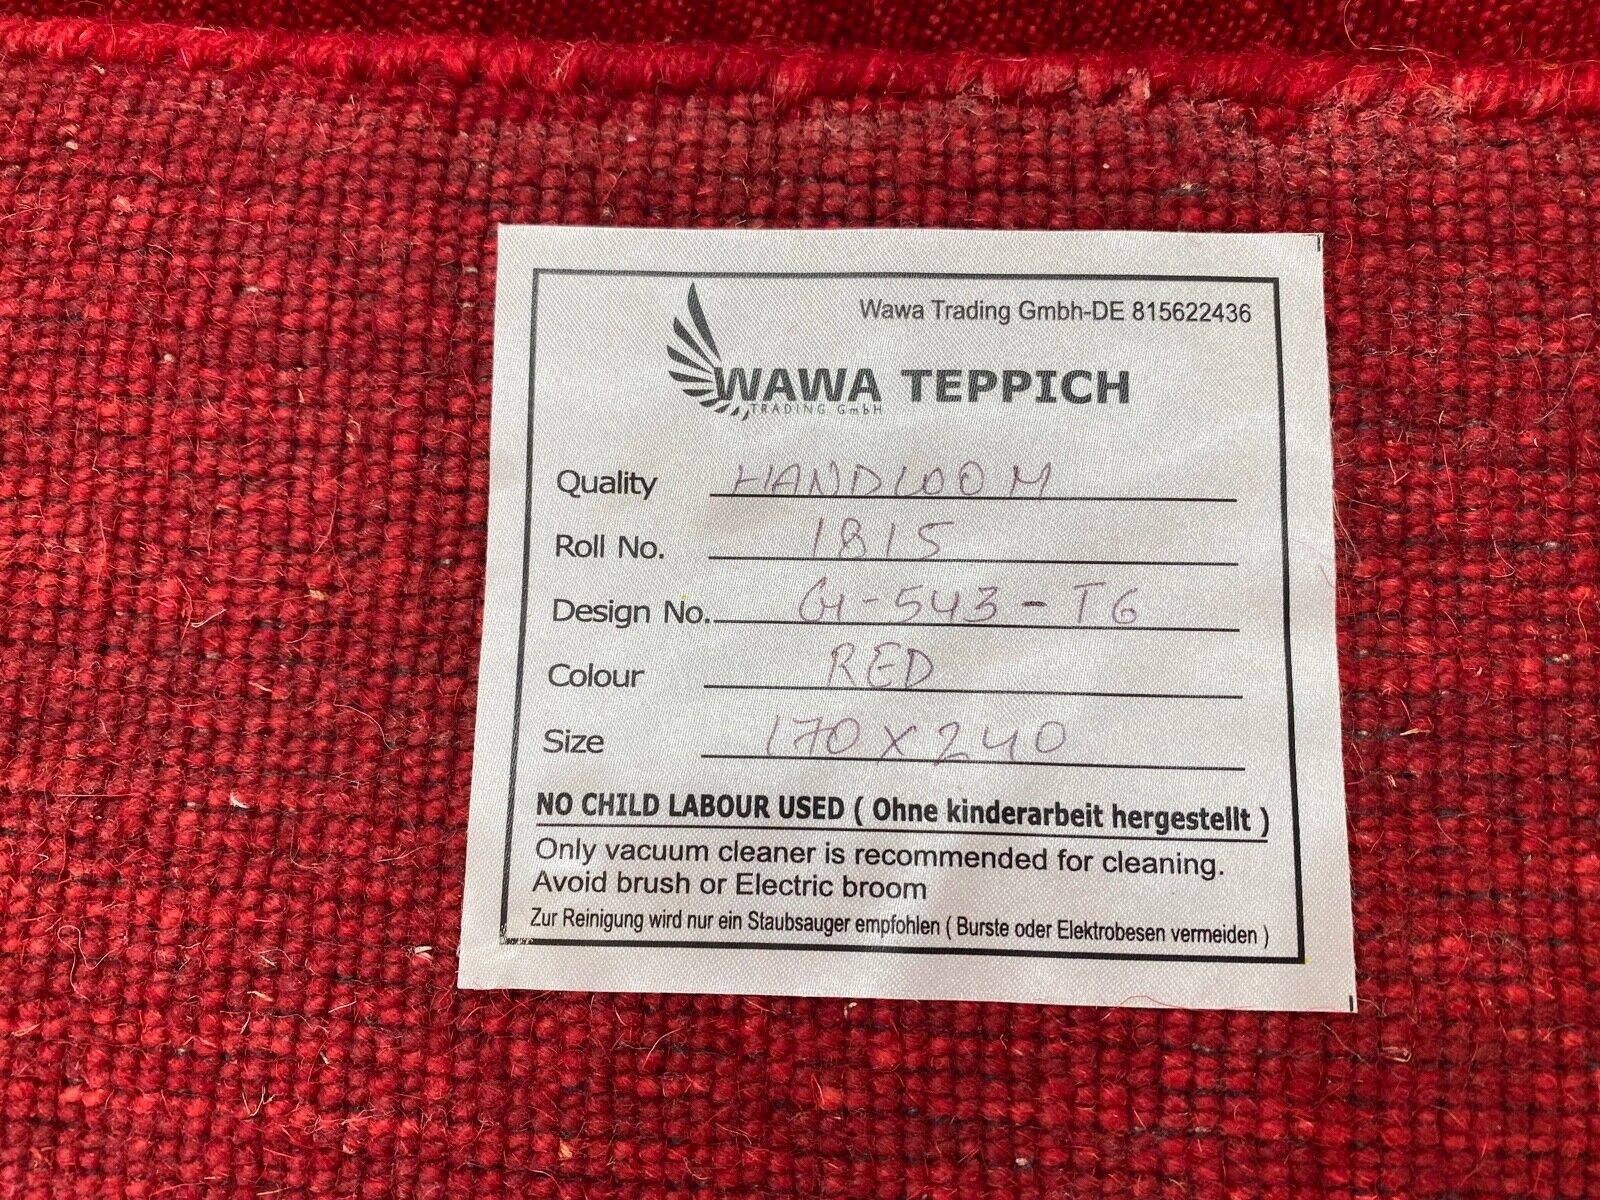 Wawa Trading Gmbh-DE 815622436
WAWA TEPPICH
TRADING GmbH
Quality HANDLOOM
Roll No. 1815
Design No. G-543-T6
Colour RED
Size 170 x 240
NO CHILD LABOUR USED ( Ohne kinderarbeit hergestellt )
Only vacuum cleaner is recommended for cleaning.
Avoid brush or Electric broom
Zur Reinigung wird nur ein Staubsauger empfohlen ( Burste oder Elektrobesen vermeiden )